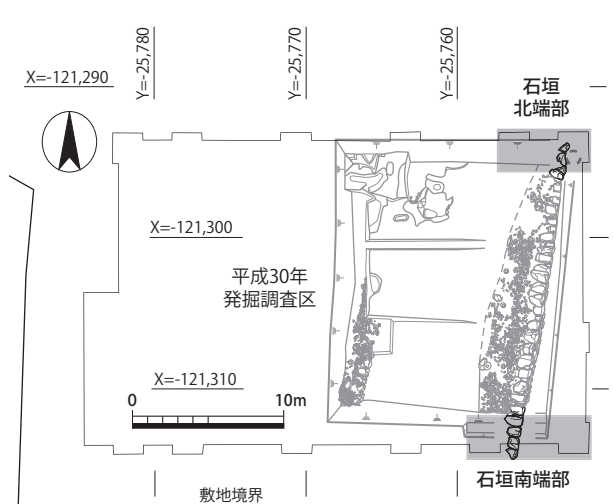 X=-121,290
Y=-25,780
Y=-25,770
Y=-25,760
石垣
北端部
X=-121,300
平成30年
発掘調査区
X=-121,310
0 10m
石垣南端部
敷地境界